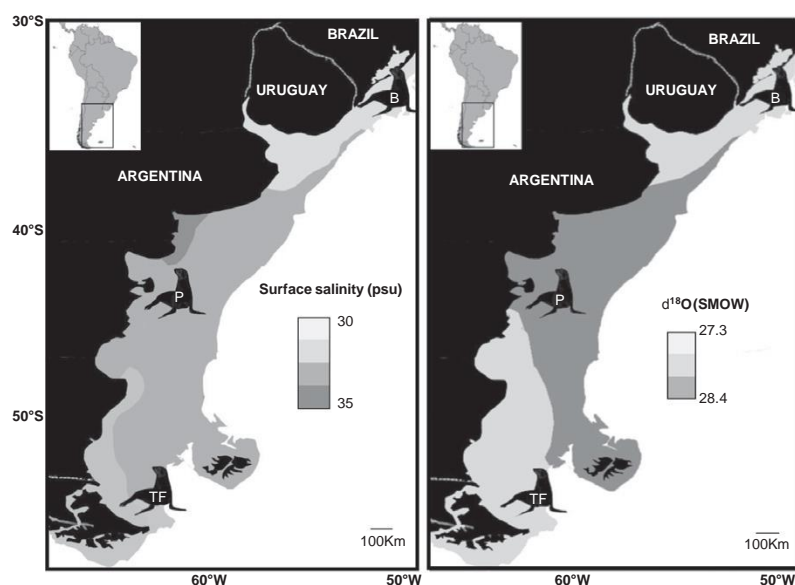 30°S
40°S
50°S
BRAZIL
URUGUAY
B
ARGENTINA
P
Surface salinity (psu)
30
35
TF
100Km
60°W
50°W
BRAZIL
URUGUAY
B
ARGENTINA
P
d¹⁸O (SMOW)
27.3
28.4
TF
100Km
60°W
50°W